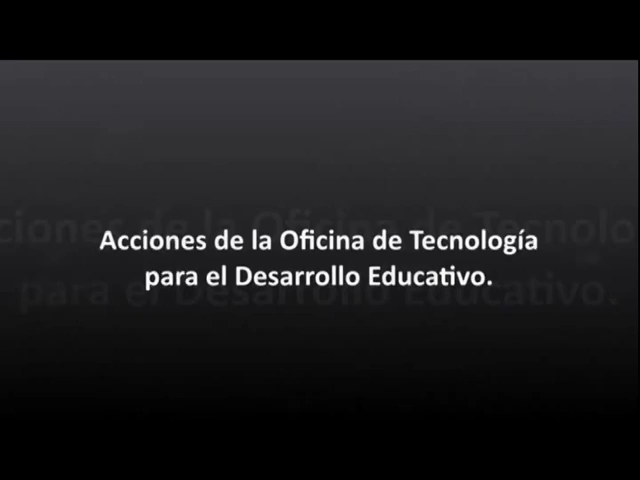 Acciones de la Oficina de Tecnología
para el Desarrollo Educativo.